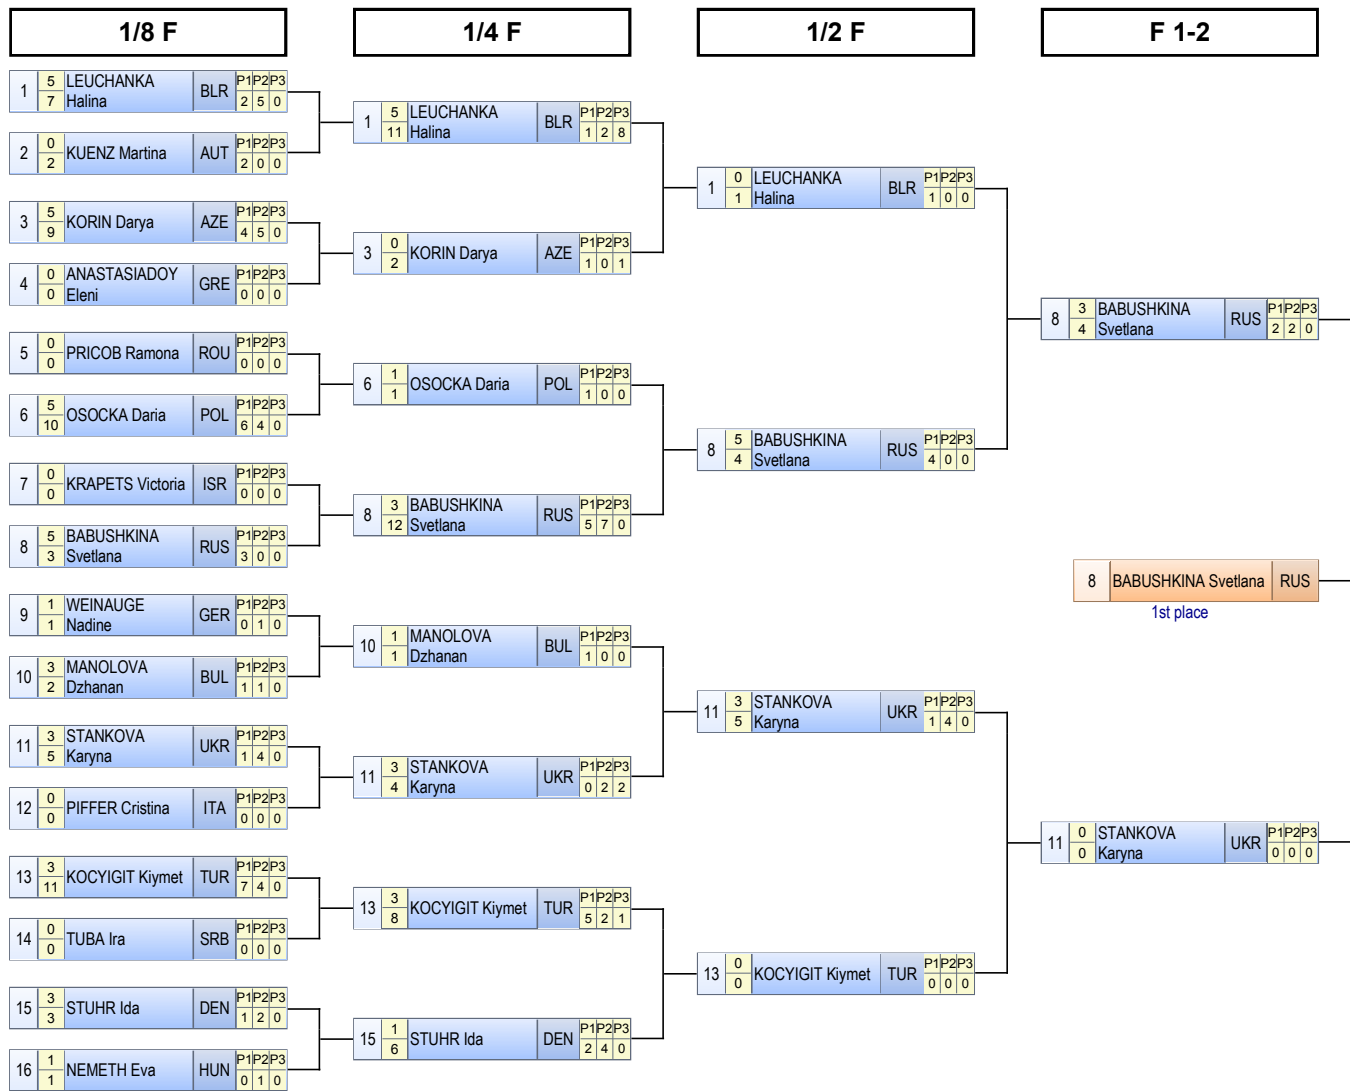 1/8 F
1/4 F
1/2 F
F 1-2
1 5 7 LEUCHANKA Halina BLR P1 P2 P3 2 5 0
2 0 2 KUENZ Martina AUT P1 P2 P3 2 0 0
3 5 9 KORIN Darya AZE P1 P2 P3 4 5 0
4 0 0 ANASTASIADOY Eleni GRE P1 P2 P3 0 0 0
5 0 0 PRICOB Ramona ROU P1 P2 P3 0 0 0
6 5 10 OSOCKA Daria POL P1 P2 P3 6 4 0
7 0 0 KRAPETS Victoria ISR P1 P2 P3 0 0 0
8 5 3 BABUSHKINA Svetlana RUS P1 P2 P3 3 0 0
9 1 1 WEINAUGE Nadine GER P1 P2 P3 0 1 0
10 3 2 MANOLOVA Dzhanan BUL P1 P2 P3 1 1 0
11 3 5 STANKOVA Karyna UKR P1 P2 P3 1 4 0
12 0 0 PIFFER Cristina ITA P1 P2 P3 0 0 0
13 3 11 KOCYIGIT Kiymet TUR P1 P2 P3 7 4 0
14 0 0 TUBA Ira SRB P1 P2 P3 0 0 0
15 3 3 STUHR Ida DEN P1 P2 P3 1 2 0
16 1 1 NEMETH Eva HUN P1 P2 P3 0 1 0
1 5 11 LEUCHANKA Halina BLR P1 P2 P3 1 2 8
3 0 2 KORIN Darya AZE P1 P2 P3 1 0 1
6 1 1 OSOCKA Daria POL P1 P2 P3 1 0 0
8 3 12 BABUSHKINA Svetlana RUS P1 P2 P3 5 7 0
10 1 1 MANOLOVA Dzhanan BUL P1 P2 P3 1 0 0
11 3 4 STANKOVA Karyna UKR P1 P2 P3 0 2 2
13 3 8 KOCYIGIT Kiymet TUR P1 P2 P3 5 2 1
15 1 6 STUHR Ida DEN P1 P2 P3 2 4 0
1 0 1 LEUCHANKA Halina BLR P1 P2 P3 1 0 0
8 5 4 BABUSHKINA Svetlana RUS P1 P2 P3 4 0 0
11 3 5 STANKOVA Karyna UKR P1 P2 P3 1 4 0
13 0 0 KOCYIGIT Kiymet TUR P1 P2 P3 0 0 0
8 3 4 BABUSHKINA Svetlana RUS P1 P2 P3 2 2 0
8 BABUSHKINA Svetlana RUS
1st place
11 0 0 STANKOVA Karyna UKR P1 P2 P3 0 0 0